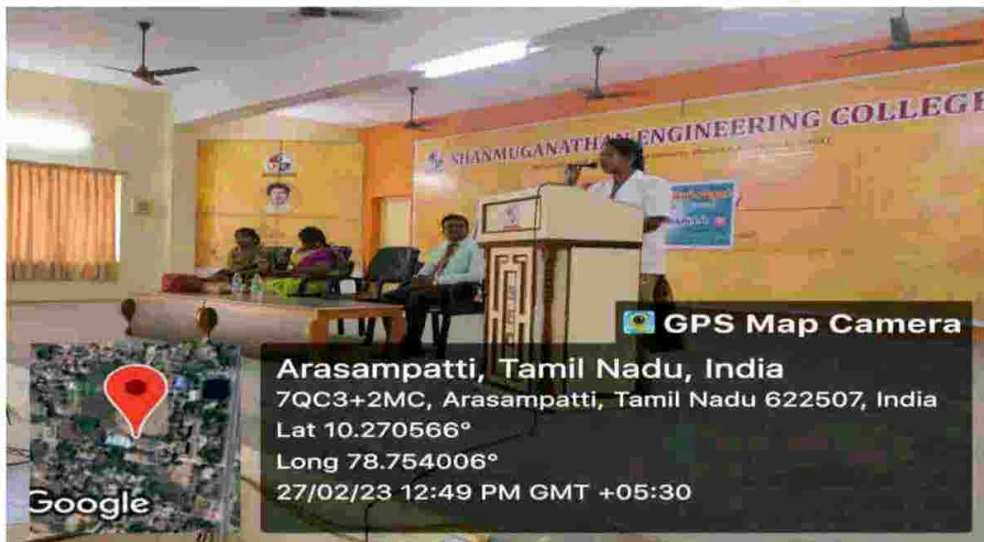 SHANMUGANATHAN ENGINEERING COLLEGE
GPS Map Camera
Arasampatti, Tamil Nadu, India
7QC3+2MC, Arasampatti, Tamil Nadu 622507, India
Lat 10.270566°
Long 78.754006°
27/02/23 12:49 PM GMT +05:30
Google